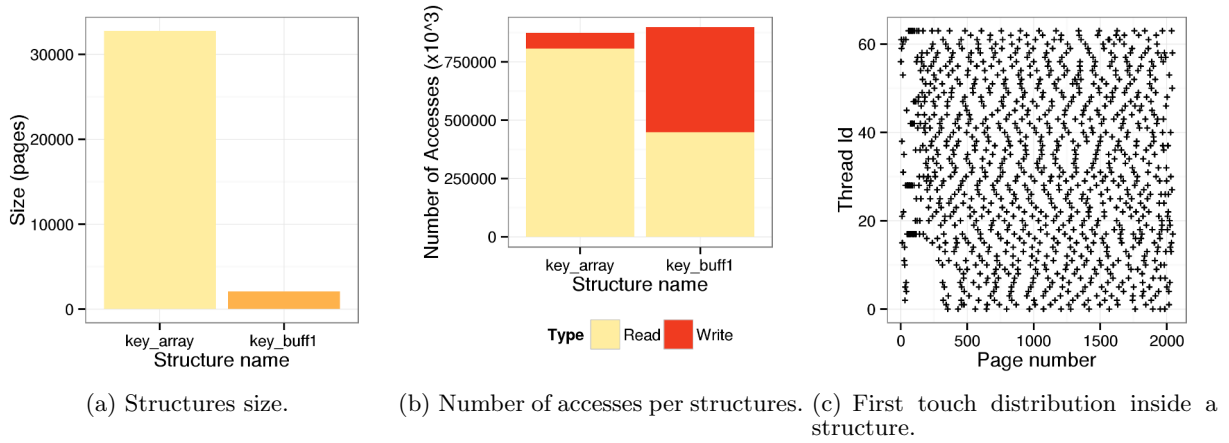 30000
20000
10000
0
Size (pages)
key_array key_buff1
Structure name
(a) Structures size.
750000
500000
250000
0
Number of Accesses (x10^3)
key_array key_buff1
Structure name
Type Read Write
(b) Number of accesses per structures.
60
40
20
0
Thread Id
0 500 1000 1500 2000
Page number
(c) First touch distribution inside a
structure.